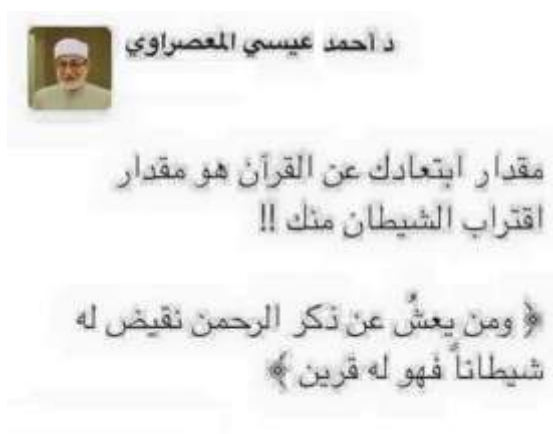 د أحمد عيسي المعصراوي
مقدار ابتعادك عن القرآن هو مقدار
اقتراب الشيطان منك !!
﴿ ومن يعشُ عن ذكر الرحمن نقيض له
شيطاناً فهو له قرين ﴾